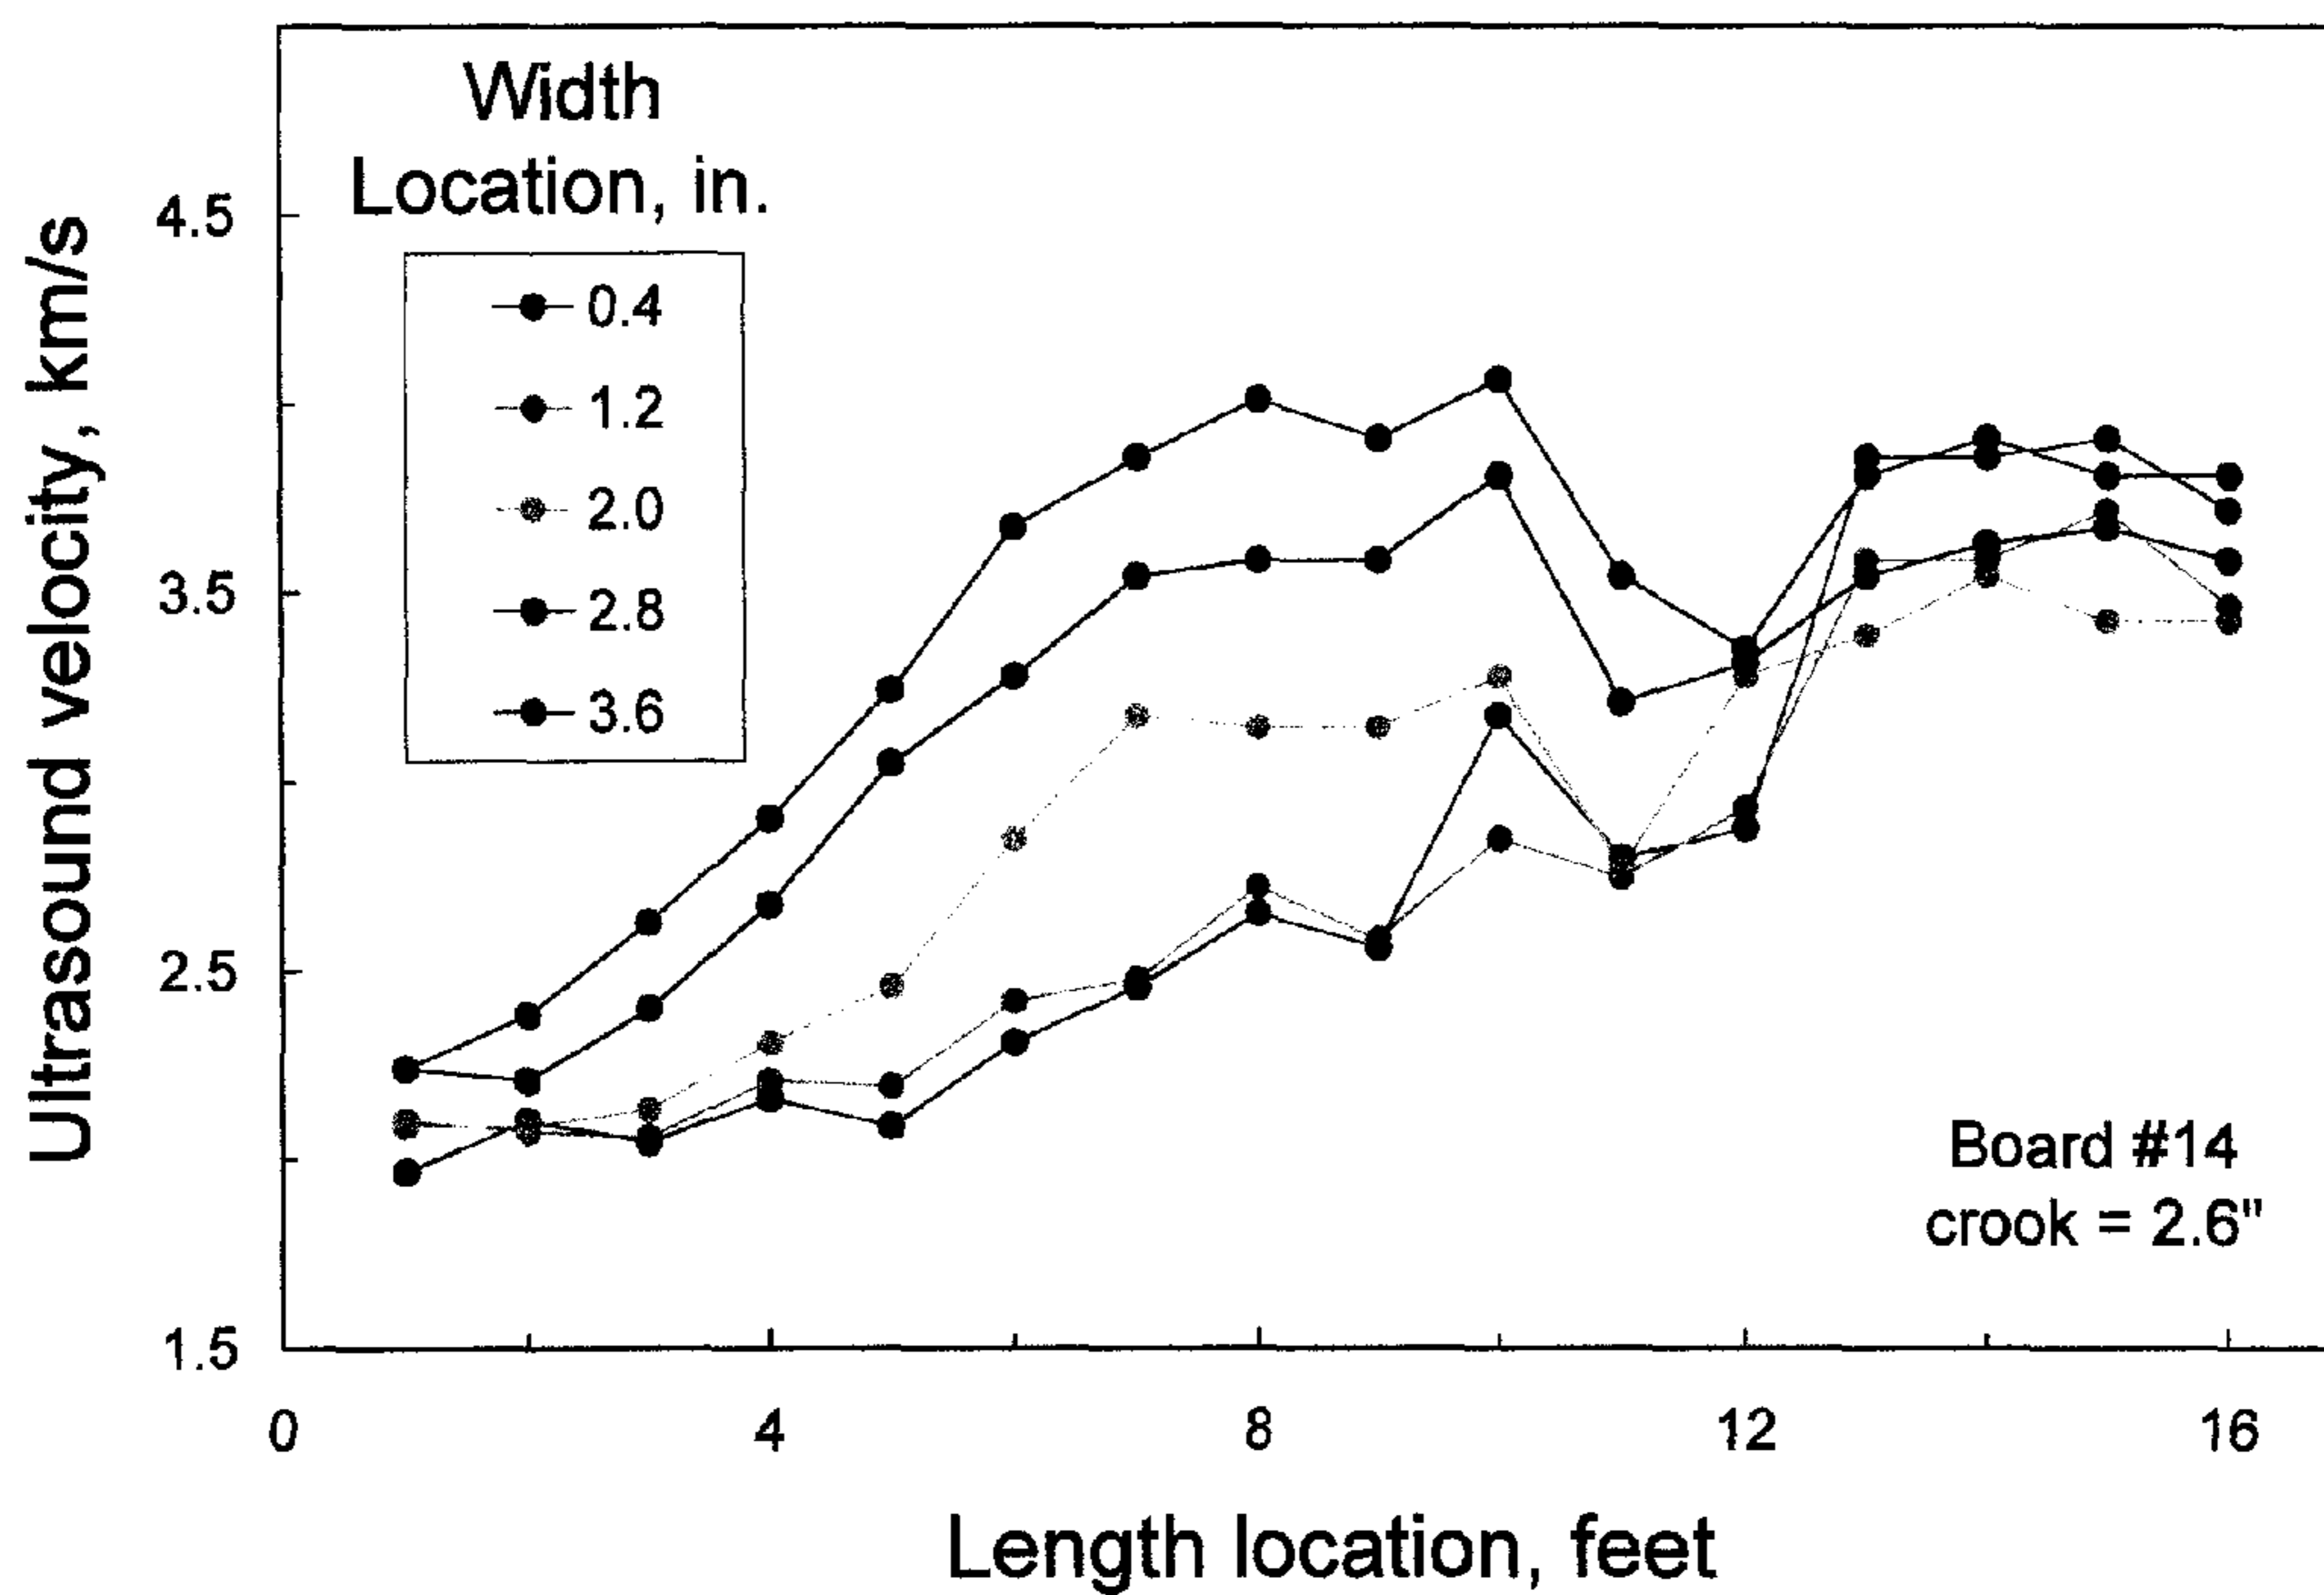 Width
Location, in.
0.4
1.2
2.0
2.8
3.6
Ultrasound velocity, km/s
4.5
3.5
2.5
1.5
Board #14
crook = 2.6"
0 4 8 12 16
Length location, feet